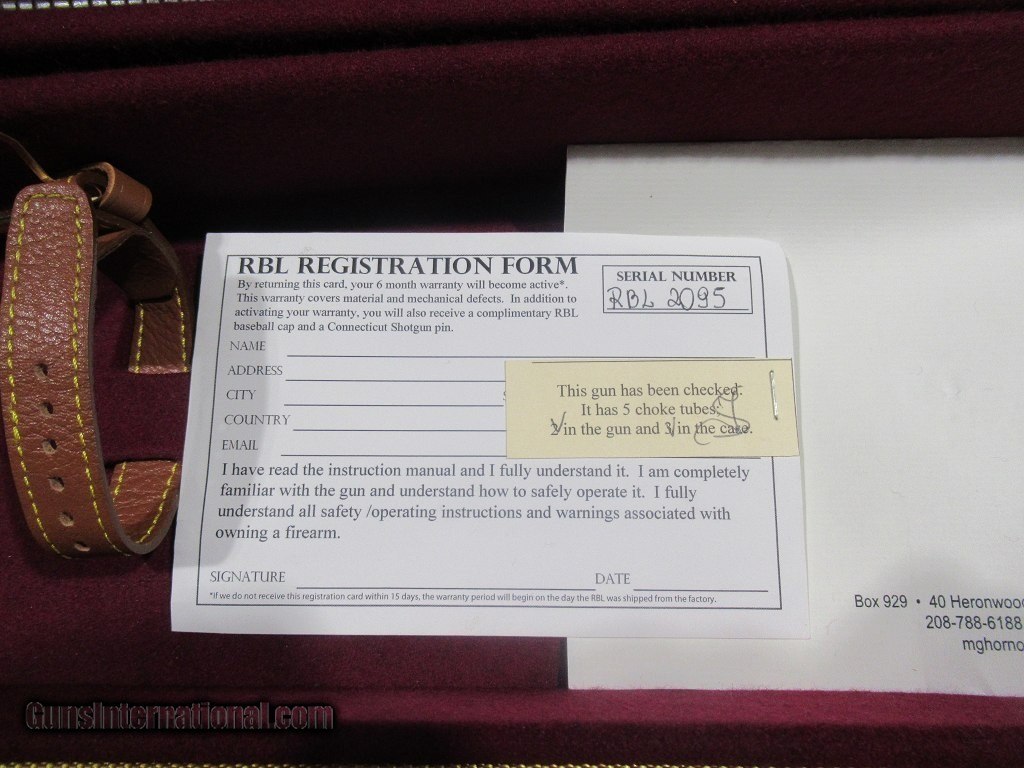 RBL REGISTRATION FORM
By returning this card, your 6 month warranty will become active*.
This warranty covers material and mechanical defects. In addition to
activating your warranty, you will also receive a complimentary RBL
baseball cap and a Connecticut Shotgun pin.
SERIAL NUMBER
RBL 2095
NAME
ADDRESS
CITY
COUNTRY
EMAIL
This gun has been checked.
It has 5 choke tubes:
2 in the gun and 3 in the case.
I have read the instruction manual and I fully understand it. I am completely
familiar with the gun and understand how to safely operate it. I fully
understand all safety /operating instructions and warnings associated with
owning a firearm.
SIGNATURE DATE
*If we do not receive this registration card within 15 days, the warranty period will begin on the day the RBL was shipped from the factory.
Box 929 • 40 Heronwood
208-788-6188
mghorno
GunsInternational.com